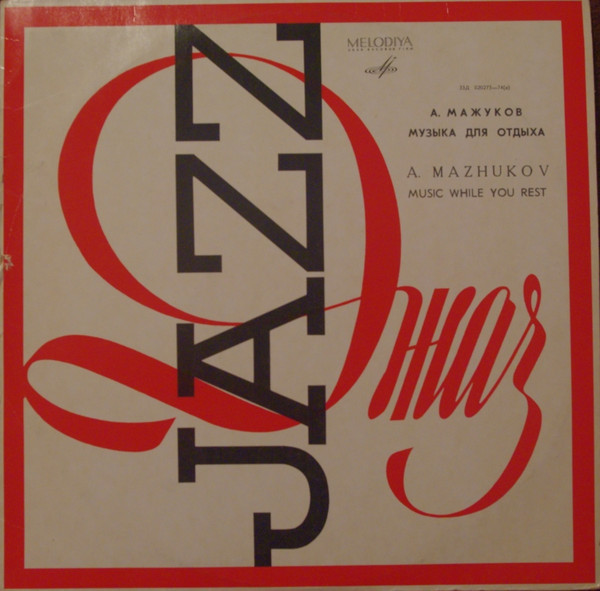 MELODIYA
А. МАЖУКОВ
МУЗЫКА ДЛЯ ОТДЫХА
A. MAZHUKOV
MUSIC WHILE YOU REST
JAZZ
Джаз